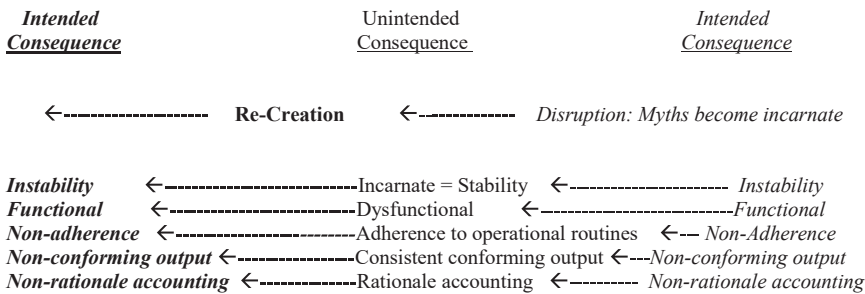 Intended Unintended Intended
Consequence Consequence Consequence
←-------------------- Re-Creation ←------------- Disruption: Myths become incarnate
Instability ←---------------------------Incarnate = Stability ←---------------------- Instability
Functional ←--------------------------Dysfunctional ←--------------------------Functional
Non-adherence ←-------------------------Adherence to operational routines ←--- Non-Adherence
Non-conforming output ←------------------Consistent conforming output ←---Non-conforming output
Non-rationale accounting ←---------------Rationale accounting ←---------- Non-rationale accounting